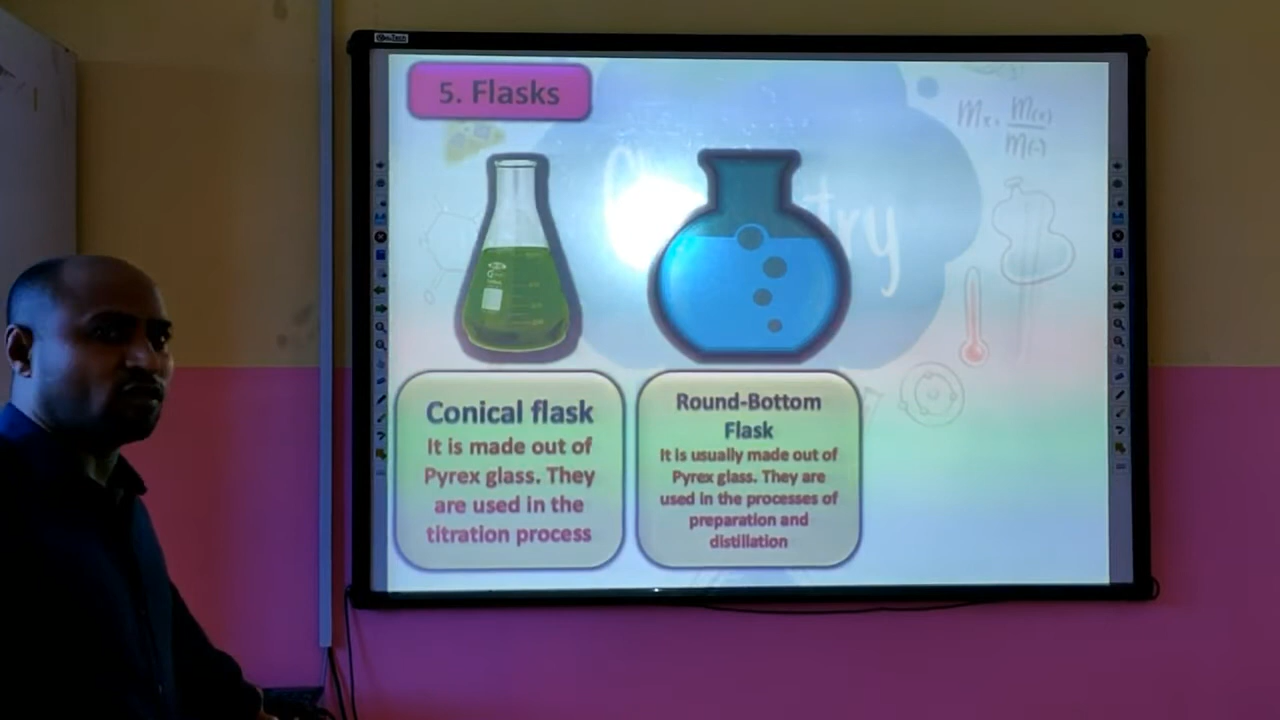 5. Flasks
Conical flask
It is made out of
Pyrex glass. They
are used in the
titration process
Round-Bottom
Flask
It is usually made out of
Pyrex glass. They are
used in the processes of
preparation and
distillation